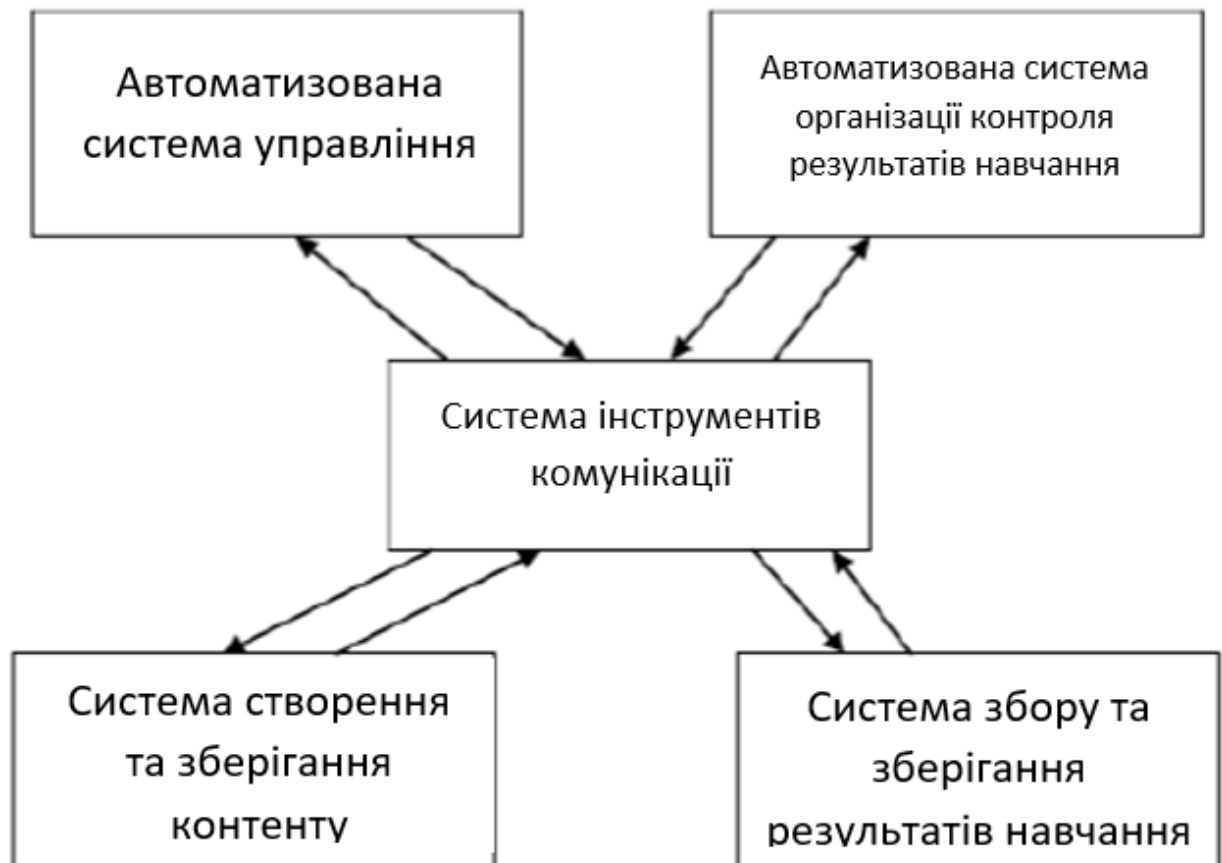 Автоматизована
система управління
Автоматизована система
організації контроля
результатів навчання
Система інструментів
комунікації
Система створення
та зберігання
контенту
Система збору та
зберігання
результатів навчання